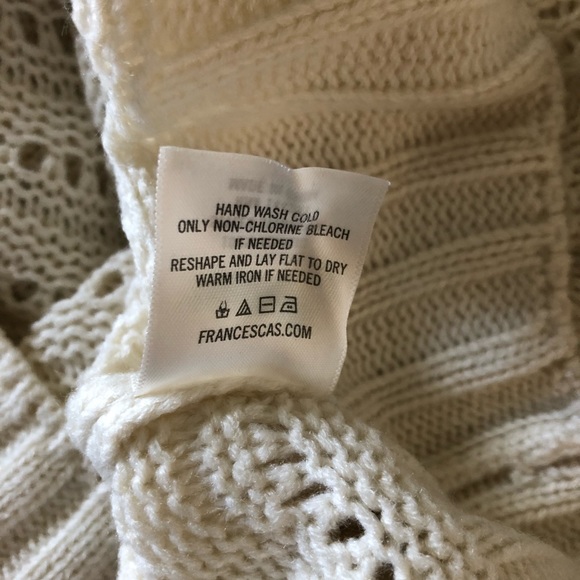 HAND WASH COLD
ONLY NON-CHLORINE BLEACH
IF NEEDED
RESHAPE AND LAY FLAT TO DRY
WARM IRON IF NEEDED
FRANCESCAS.COM